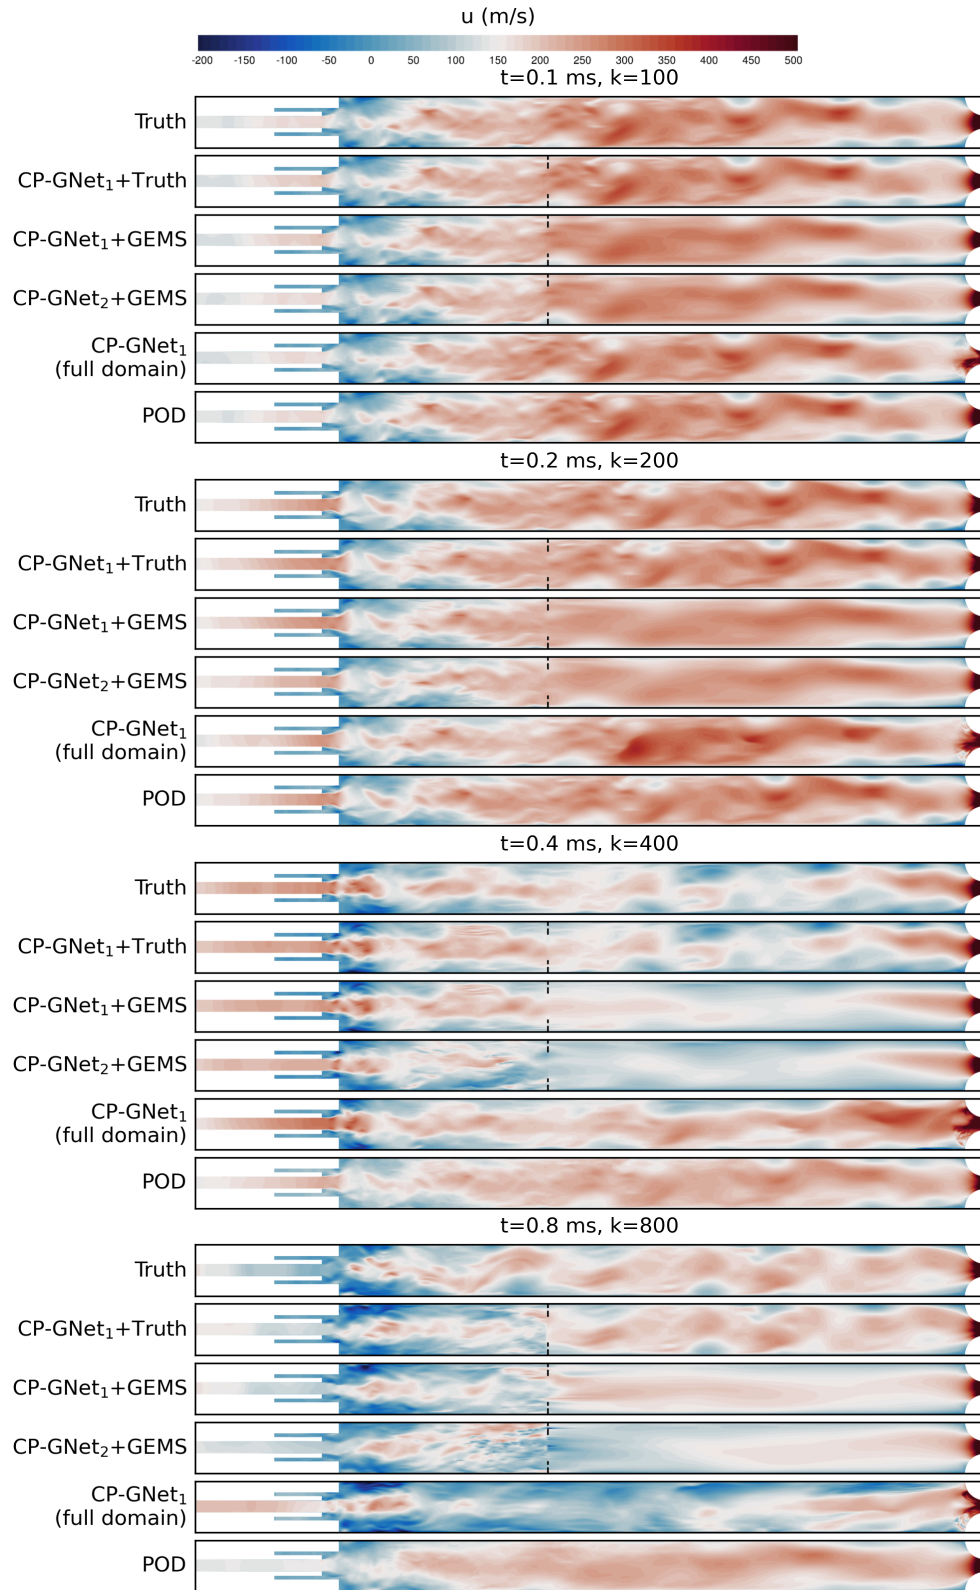 u (m/s)
-200 -150 -100 -50 0 50 100 150 200 250 300 350 400 450 500
t=0.1 ms, k=100
Truth
CP-GNet₁+Truth
CP-GNet₁+GEMS
CP-GNet₂+GEMS
CP-GNet₁
(full domain)
POD
t=0.2 ms, k=200
Truth
CP-GNet₁+Truth
CP-GNet₁+GEMS
CP-GNet₂+GEMS
CP-GNet₁
(full domain)
POD
t=0.4 ms, k=400
Truth
CP-GNet₁+Truth
CP-GNet₁+GEMS
CP-GNet₂+GEMS
CP-GNet₁
(full domain)
POD
t=0.8 ms, k=800
Truth
CP-GNet₁+Truth
CP-GNet₁+GEMS
CP-GNet₂+GEMS
CP-GNet₁
(full domain)
POD